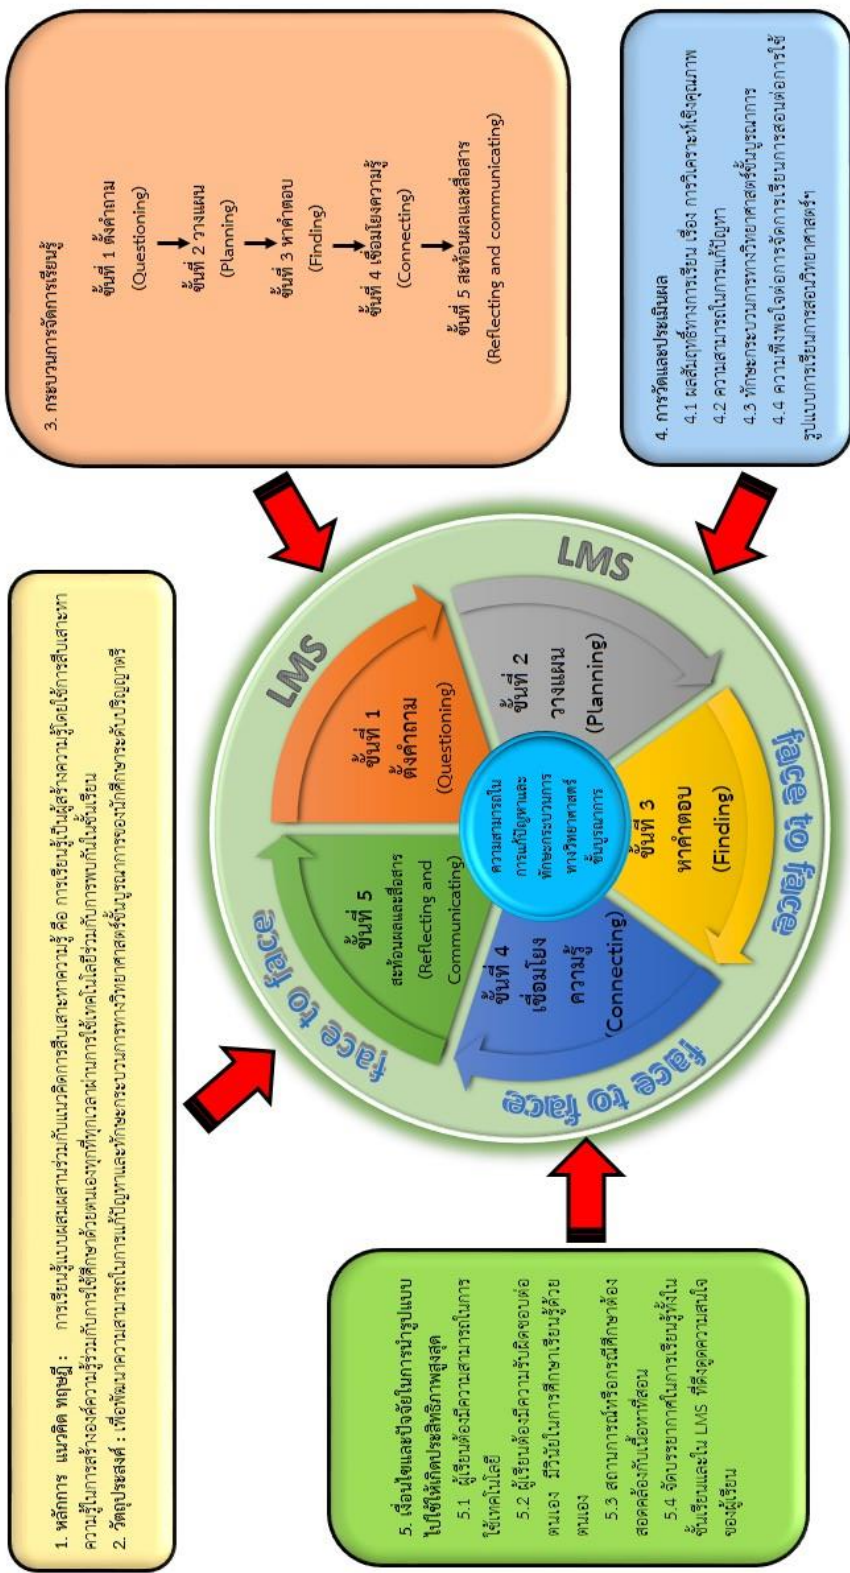 1. หลักการ แนวคิด ทฤษฎี : การเรียนรู้แบบผสมผสานร่วมกับแนวคิดการสืบเสาะหาความรู้ คือ การเรียนรู้เป็นผู้สร้างความรู้โดยใช้การสืบเสาะหา
ความรู้ในการสร้างองค์ความรู้ร่วมกับการใช้ศึกษาด้วยตนเองทุกที่ทุกเวลาผ่านการใช้เทคโนโลยีร่วมกับการพบกันในชั้นเรียน
2. วัตถุประสงค์ : เพื่อพัฒนาความสามารถในการแก้ปัญหาและทักษะกระบวนการทางวิทยาศาสตร์ขั้นบูรณาการของนักศึกษาระดับปริญญาตรี
3. กระบวนการจัดการเรียนรู้
ขั้นที่ 1 ตั้งคำถาม
(Questioning)
ขั้นที่ 2 วางแผน
(Planning)
ขั้นที่ 3 หาคำตอบ
(Finding)
ขั้นที่ 4 เชื่อมโยงความรู้
(Connecting)
ขั้นที่ 5 สะท้อนผลและสื่อสาร
(Reflecting and communicating)
LMS
LMS
face to face
face to face
face to face
ขั้นที่ 1
ตั้งคำถาม
(Questioning)
ขั้นที่ 2
วางแผน
(Planning)
ขั้นที่ 3
หาคำตอบ
(Finding)
ขั้นที่ 4
เชื่อมโยง
ความรู้
(Connecting)
ขั้นที่ 5
สะท้อนผลและสื่อสาร
(Reflecting and
Communicating)
ความสามารถใน
การแก้ปัญหาและ
ทักษะกระบวนการ
ทางวิทยาศาสตร์
ขั้นบูรณาการ
5. เงื่อนไขและปัจจัยในการนำรูปแบบ
ไปใช้ให้เกิดประสิทธิภาพสูงสุด
5.1 ผู้เรียนต้องมีความสามารถในการ
ใช้เทคโนโลยี
5.2 ผู้เรียนต้องมีความรับผิดชอบต่อ
ตนเอง มีวินัยในการศึกษาเรียนรู้ด้วย
ตนเอง
5.3 สถานการณ์หรือกรณีศึกษาต้อง
สอดคล้องกับเนื้อหาที่สอน
5.4 จัดบรรยากาศในการเรียนรู้ทั้งใน
ชั้นเรียนและใน LMS ที่ดึงดูดความสนใจ
ของผู้เรียน
4. การวัดและประเมินผล
4.1 ผลสัมฤทธิ์ทางการเรียน เรื่อง การวิเคราะห์เชิงคุณภาพ
4.2 ความสามารถในการแก้ปัญหา
4.3 ทักษะกระบวนการทางวิทยาศาสตร์ขั้นบูรณาการ
4.4 ความพึงพอใจต่อการจัดการเรียนการสอนต่อการใช้
รูปแบบการเรียนการสอนวิทยาศาสตร์ฯ